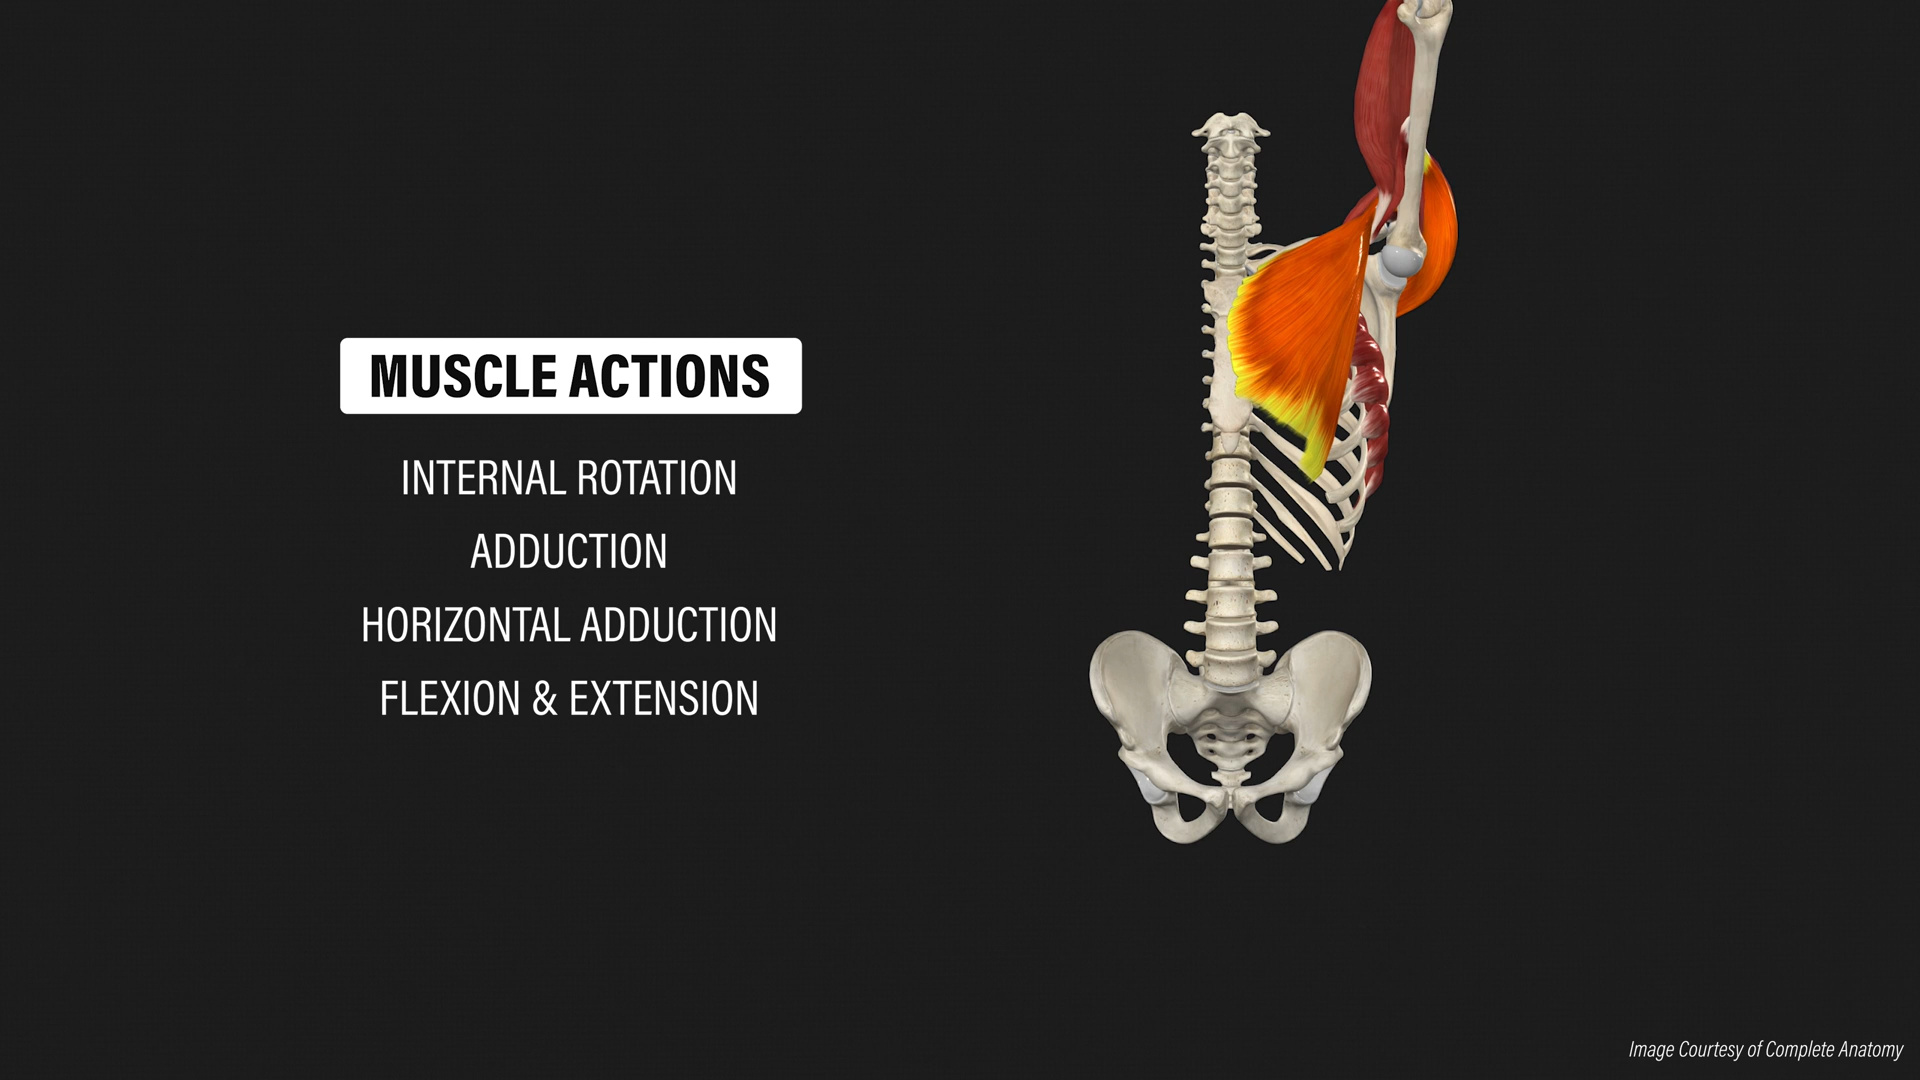 MUSCLE ACTIONS
INTERNAL ROTATION
ADDUCTION
HORIZONTAL ADDUCTION
FLEXION & EXTENSION
Image Courtesy of Complete Anatomy